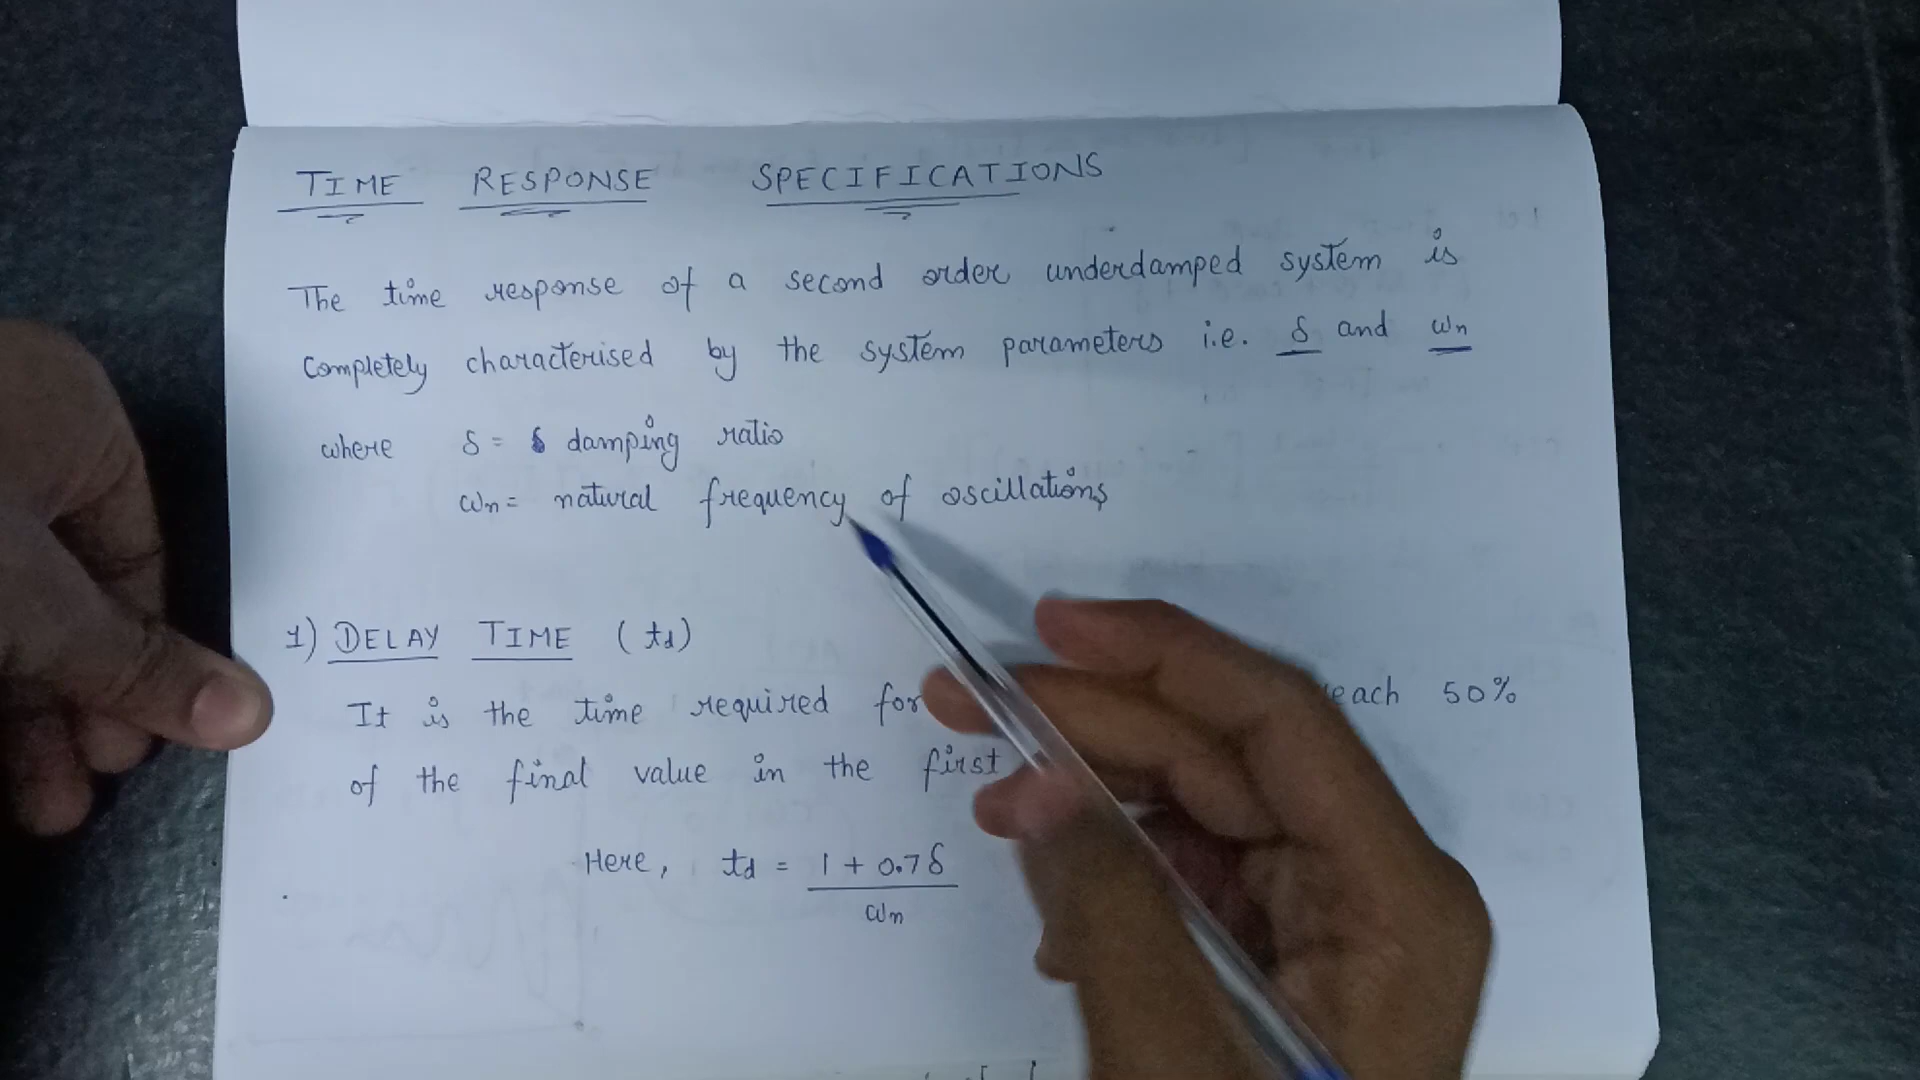 TIME RESPONSE SPECIFICATIONS
The time response of a second order underdamped system is
Completely characterised by the system parameters i.e. δ and ωn
where δ = damping ratio
ωn = natural frequency of oscillations
1) DELAY TIME (td)
It is the time required for each 50%
of the final value in the first
Here, td = 1 + 0.7δ
ωn